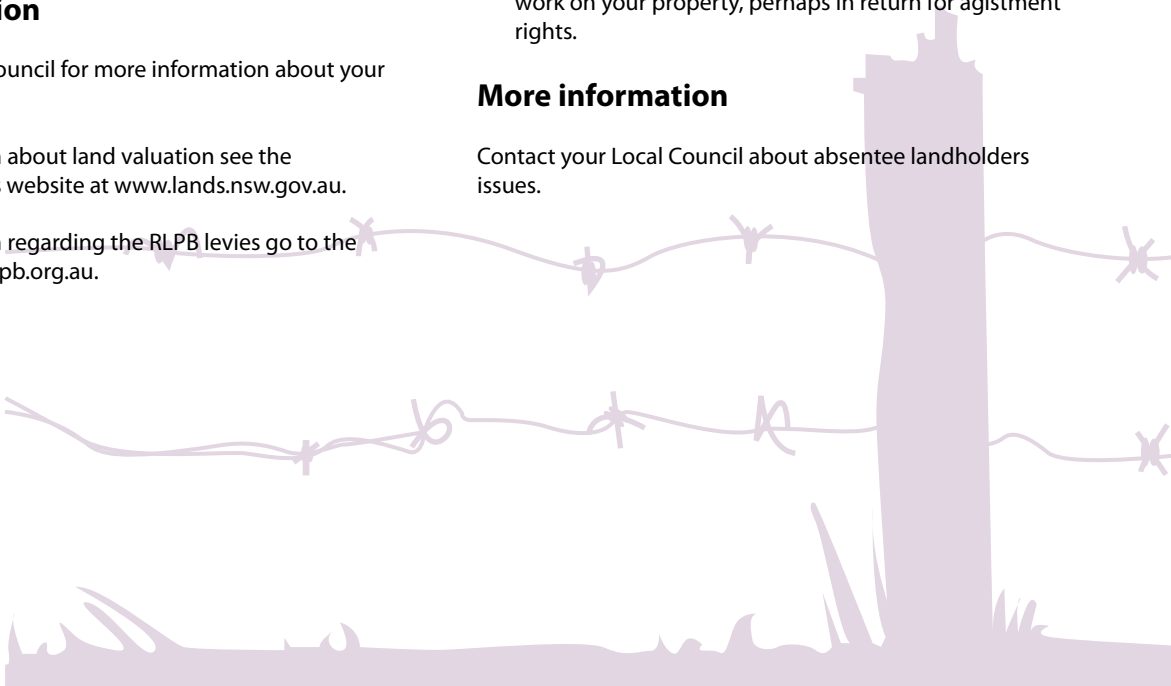 ion
ouncil for more information about your
about land valuation see the
website at www.lands.nsw.gov.au.
regarding the RLPB levies go to the
pb.org.au.
work on your property, perhaps in return for agistment
rights.
More information
Contact your Local Council about absentee landholders
issues.